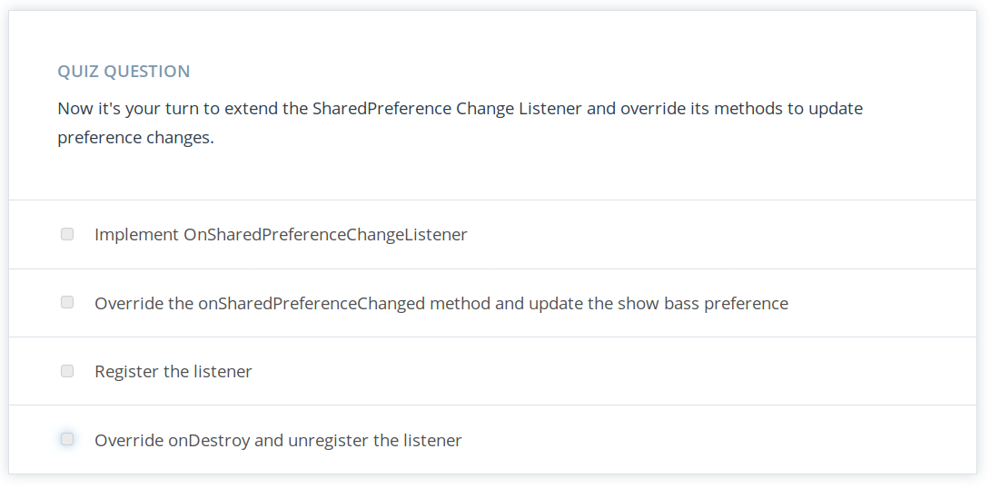 QUIZ QUESTION
Now it's your turn to extend the SharedPreference Change Listener and override its methods to update
preference changes.
Implement OnSharedPreferenceChangeListener
Override the onSharedPreferenceChanged method and update the show bass preference
Register the listener
Override onDestroy and unregister the listener